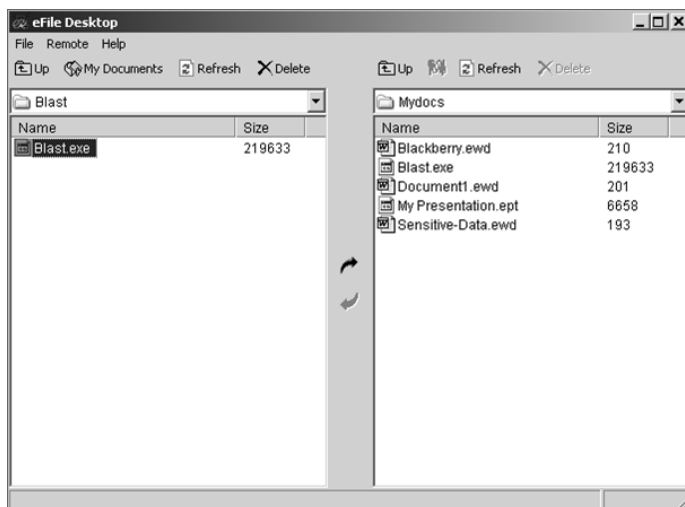 eFile Desktop
File Remote Help
Up My Documents Refresh Delete
Up Refresh Delete
Blast
Mydocs
Name Size
Blast.exe 219633
Name Size
Blackberry.ewd 210
Blast.exe 219633
Document1.ewd 201
My Presentation.ept 6658
Sensitive-Data.ewd 193